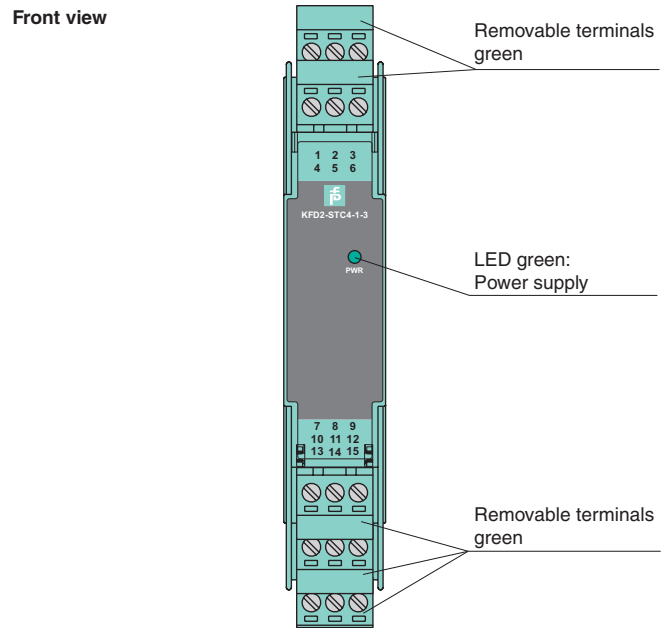 Front view
Removable terminals
green
1 2 3
4 5 6
KFD2-STC4-1-3
PWR
LED green:
Power supply
7 8 9
10 11 12
13 14 15
Removable terminals
green